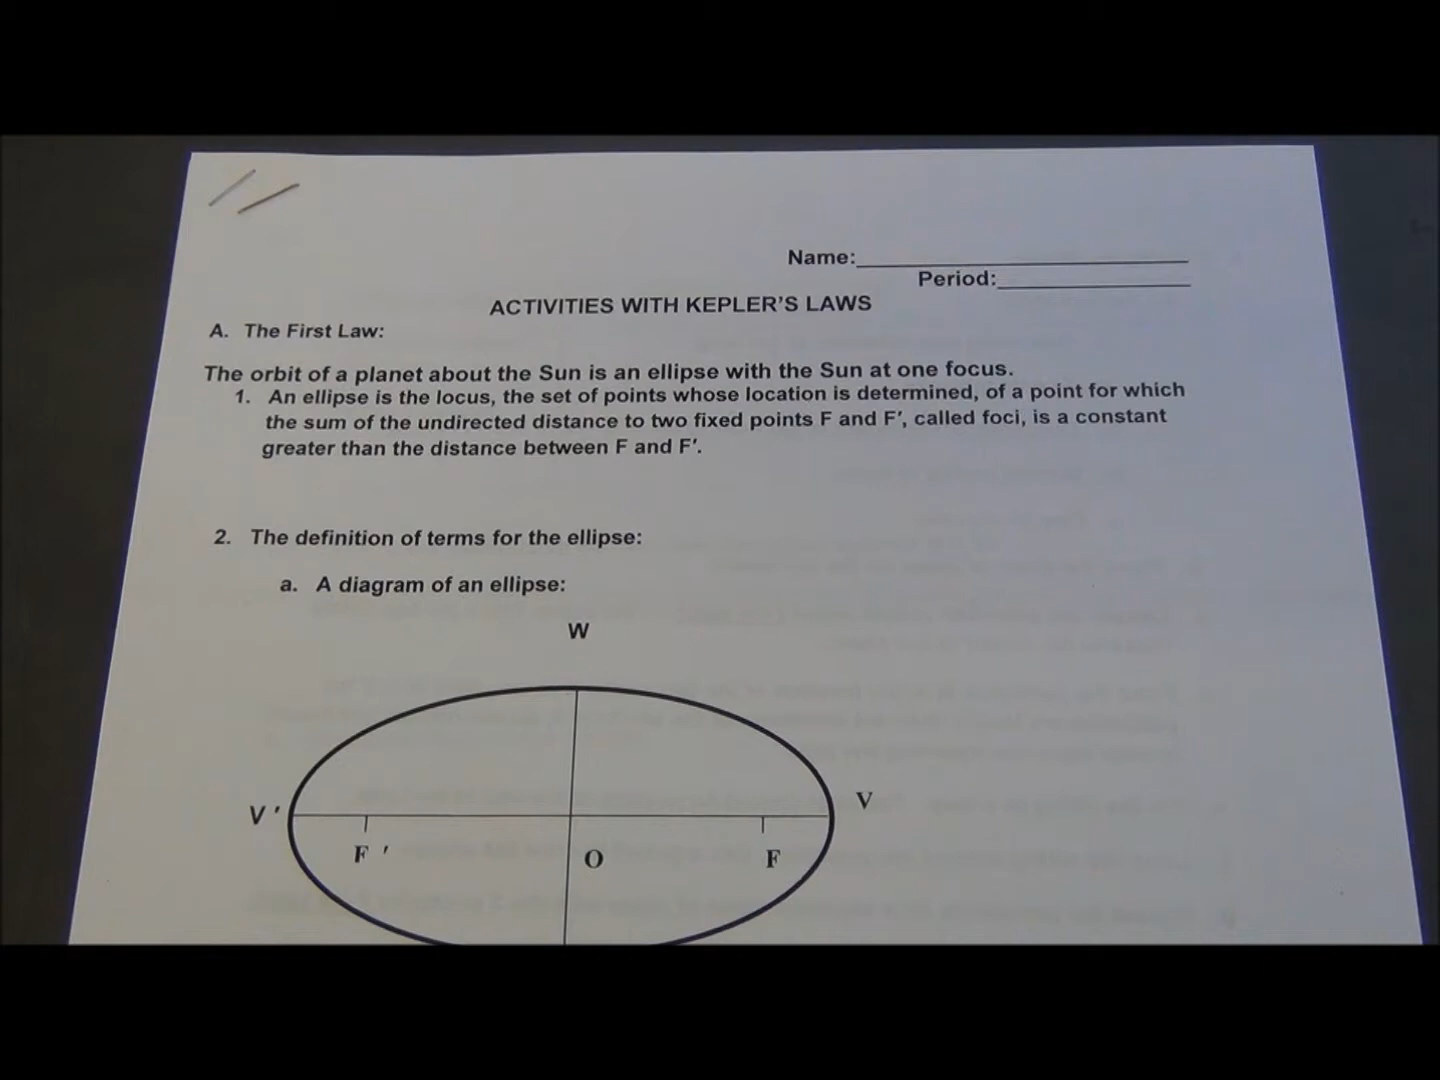 Name:
Period:
ACTIVITIES WITH KEPLER'S LAWS
A. The First Law:
The orbit of a planet about the Sun is an ellipse with the Sun at one focus.
1. An ellipse is the locus, the set of points whose location is determined, of a point for which
the sum of the undirected distance to two fixed points F and F′, called foci, is a constant
greater than the distance between F and F′.
2. The definition of terms for the ellipse:
a. A diagram of an ellipse:
W
V ′
V
F ′
O
F